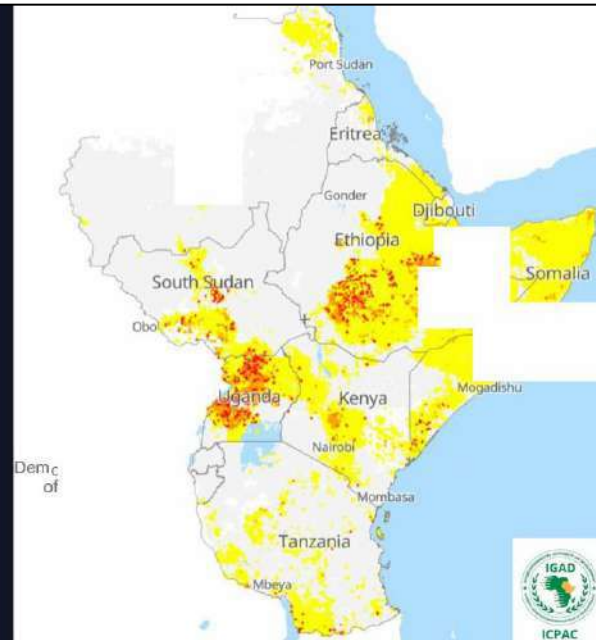 Port Sudan
Eritrea
Gonder
Djibouti
Ethiopia
South Sudan
Somalia
Obo
Uganda
Kenya
Mogadishu
Nairobi
Dem c
of
Mombasa
Tanzania
Mbeya
IGAD
ICPAC